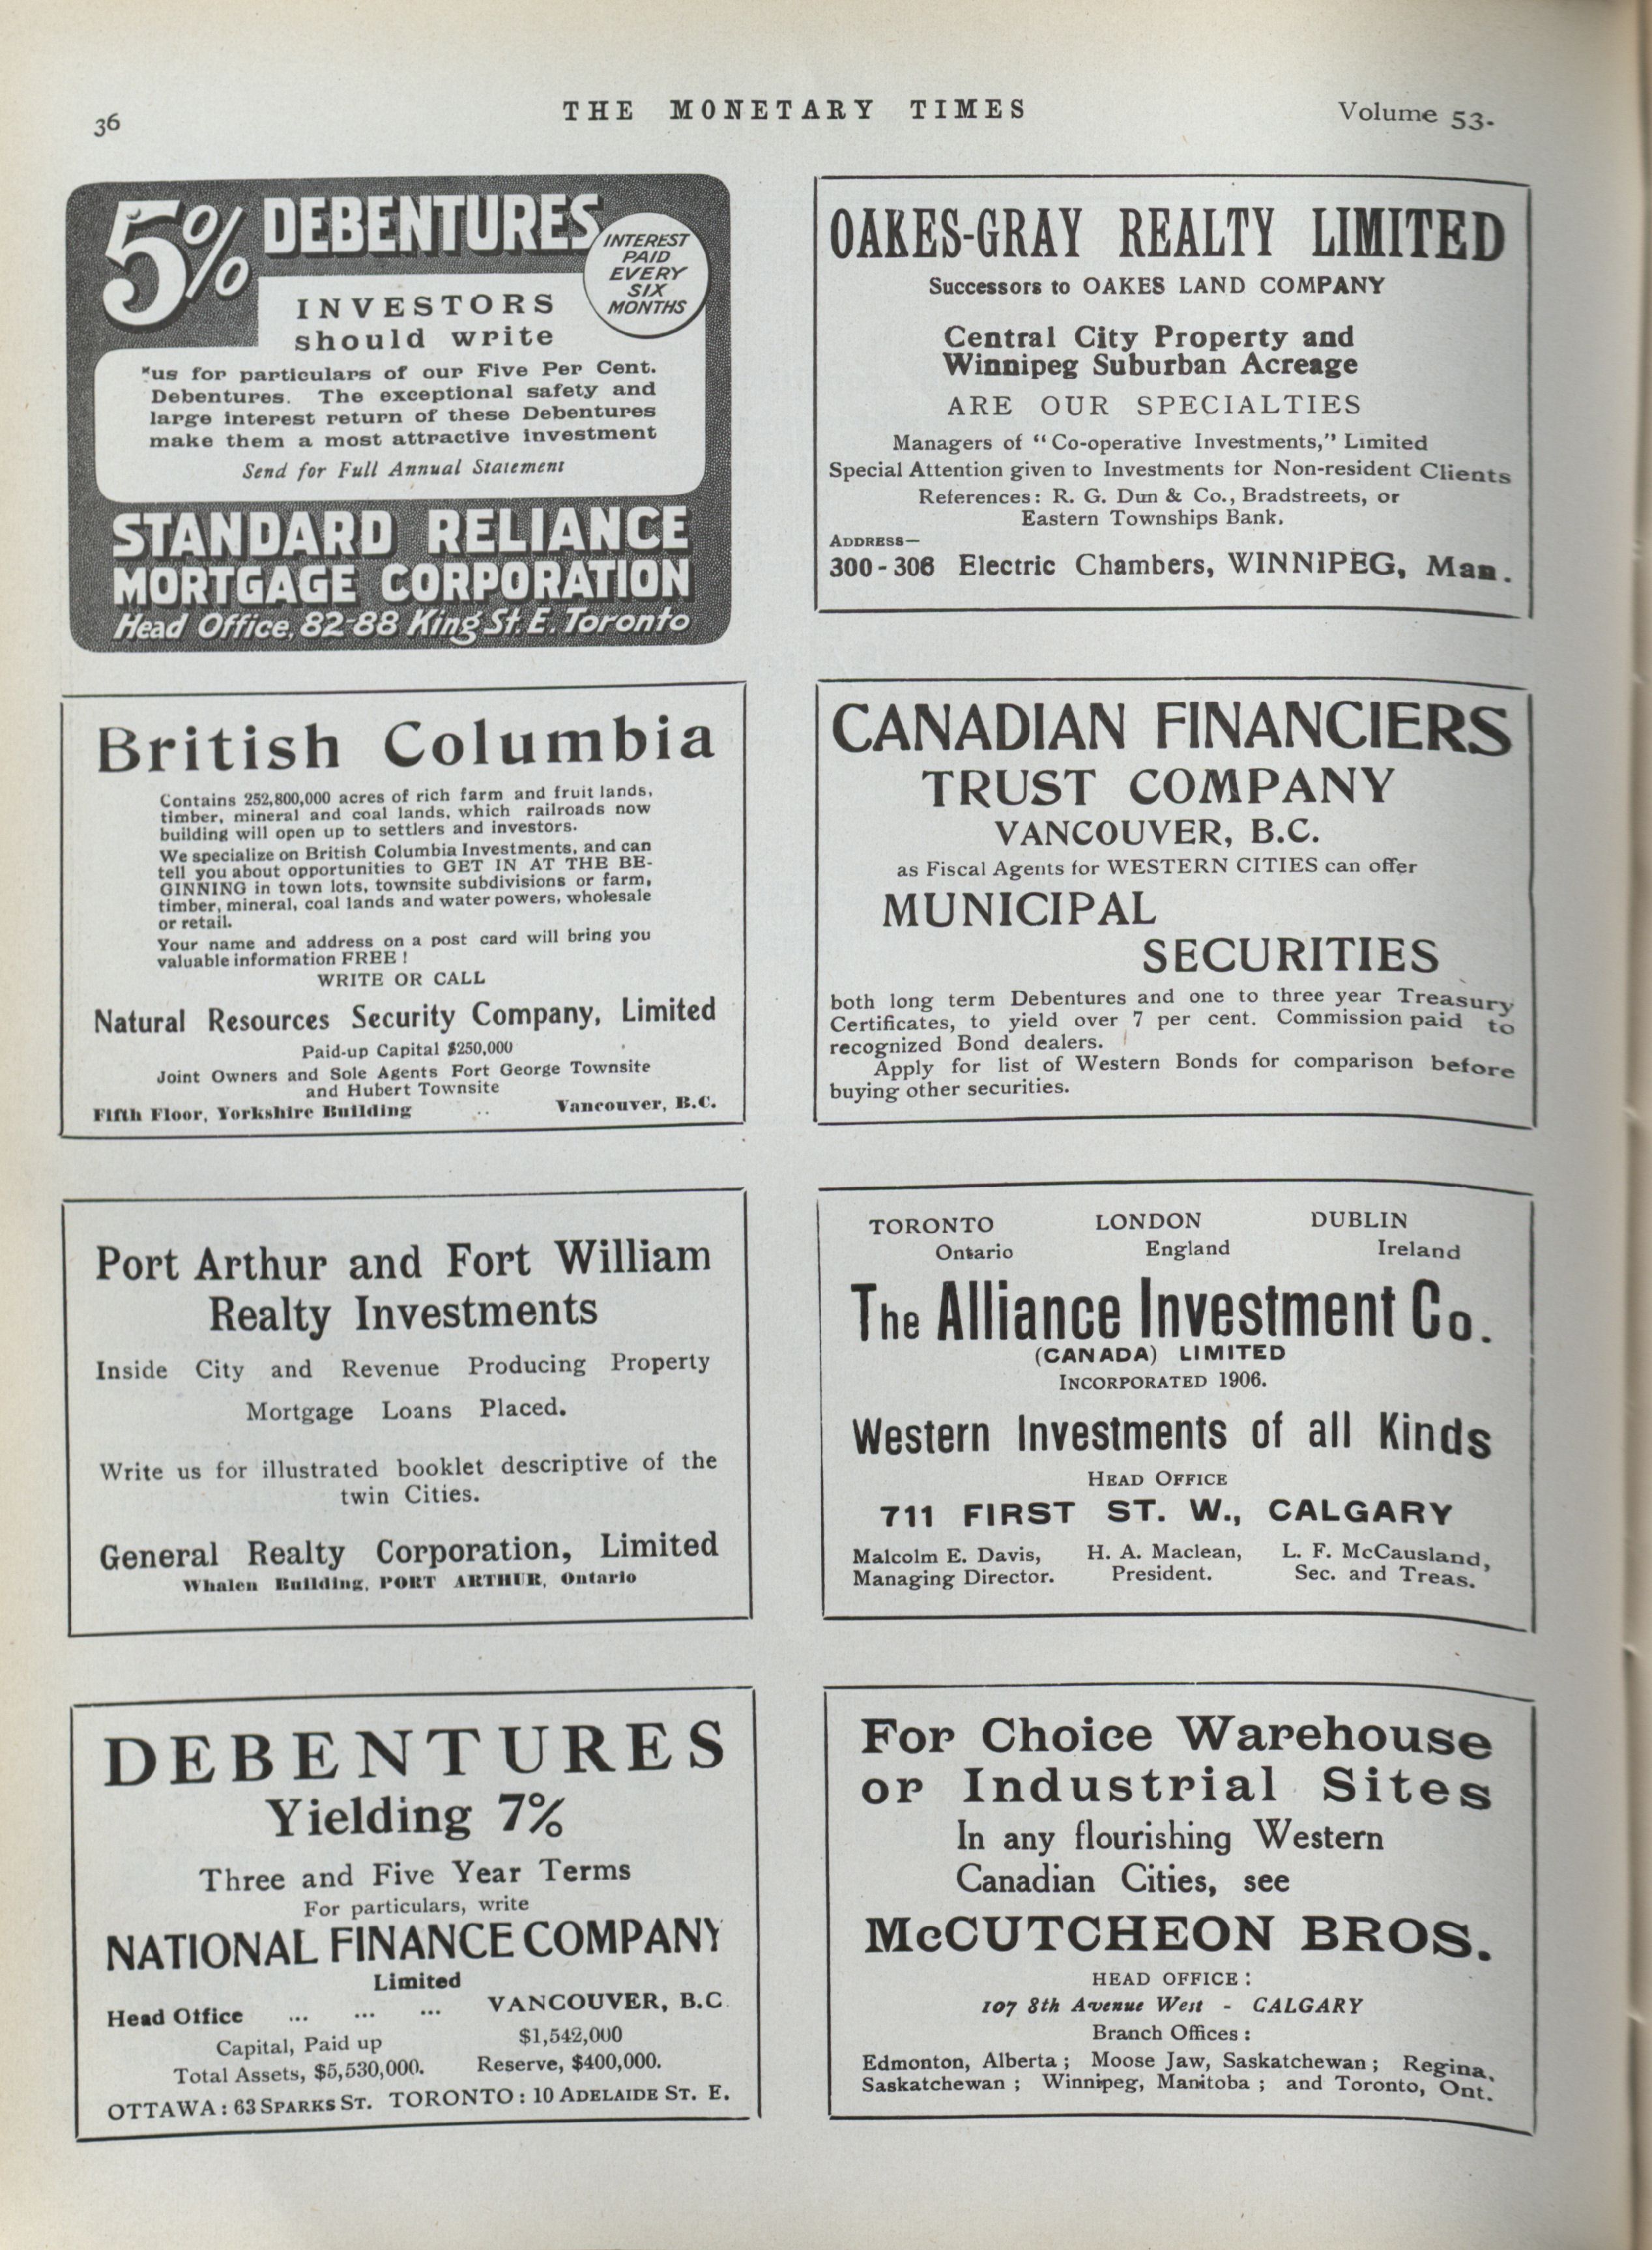 36
THE MONETARY TIMES
Volume 53.
5% DEBENTURES
INTEREST
PAID
EVERY
SIX
MONTHS
INVESTORS
should write
us for particulars of our Five Per Cent.
Debentures. The exceptional safety and
large interest return of these Debentures
make them a most attractive investment
Send for Full Annual Statement
STANDARD RELIANCE
MORTGAGE CORPORATION
Head Office, 82-88 King St. E. Toronto
OAKES-GRAY REALTY LIMITED
Successors to OAKES LAND COMPANY
Central City Property and
Winnipeg Suburban Acreage
ARE OUR SPECIALTIES
Managers of "Co-operative Investments," Limited
Special Attention given to Investments for Non-resident Clients
References: R. G. Dun & Co., Bradstreets, or
Eastern Townships Bank.
ADDRESS—
300-306 Electric Chambers, WINNIPEG, Man.
British Columbia
Contains 252,800,000 acres of rich farm and fruit lands,
timber, mineral and coal lands, which railroads now
building will open up to settlers and investors.
We specialize on British Columbia Investments, and can
tell you about opportunities to GET IN AT THE BE-
GINNING in town lots, townsite subdivisions or farm,
timber, mineral, coal lands and water powers, wholesale
or retail.
Your name and address on a post card will bring you
valuable information FREE !
WRITE OR CALL
Natural Resources Security Company, Limited
Paid-up Capital $250,000
Joint Owners and Sole Agents Fort George Townsite
and Hubert Townsite
Fifth Floor, Yorkshire Building .. Vancouver, B.C.
CANADIAN FINANCIERS
TRUST COMPANY
VANCOUVER, B.C.
as Fiscal Agents for WESTERN CITIES can offer
MUNICIPAL
SECURITIES
both long term Debentures and one to three year Treasury
Certificates, to yield over 7 per cent. Commission paid to
recognized Bond dealers.
Apply for list of Western Bonds for comparison before
buying other securities.
Port Arthur and Fort William
Realty Investments
Inside City and Revenue Producing Property
Mortgage Loans Placed.
Write us for illustrated booklet descriptive of the
twin Cities.
General Realty Corporation, Limited
Whalen Building, PORT ARTHUR, Ontario
TORONTO LONDON DUBLIN
Ontario England Ireland
The Alliance Investment Co.
(CANADA) LIMITED
INCORPORATED 1906.
Western Investments of all Kinds
HEAD OFFICE
711 FIRST ST. W., CALGARY
Malcolm E. Davis, H. A. Maclean, L. F. McCausland,
Managing Director. President. Sec. and Treas.
DEBENTURES
Yielding 7%
Three and Five Year Terms
For particulars, write
NATIONAL FINANCE COMPANY
Limited
Head Office ... ... ... VANCOUVER, B.C.
Capital, Paid up $1,542,000
Total Assets, $5,530,000. Reserve, $400,000.
OTTAWA: 63 SPARKS ST. TORONTO: 10 ADELAIDE ST. E.
For Choice Warehouse
or Industrial Sites
In any flourishing Western
Canadian Cities, see
McCUTCHEON BROS.
HEAD OFFICE:
107 8th Avenue West - CALGARY
Branch Offices:
Edmonton, Alberta; Moose Jaw, Saskatchewan; Regina,
Saskatchewan; Winnipeg, Manitoba; and Toronto, Ont.